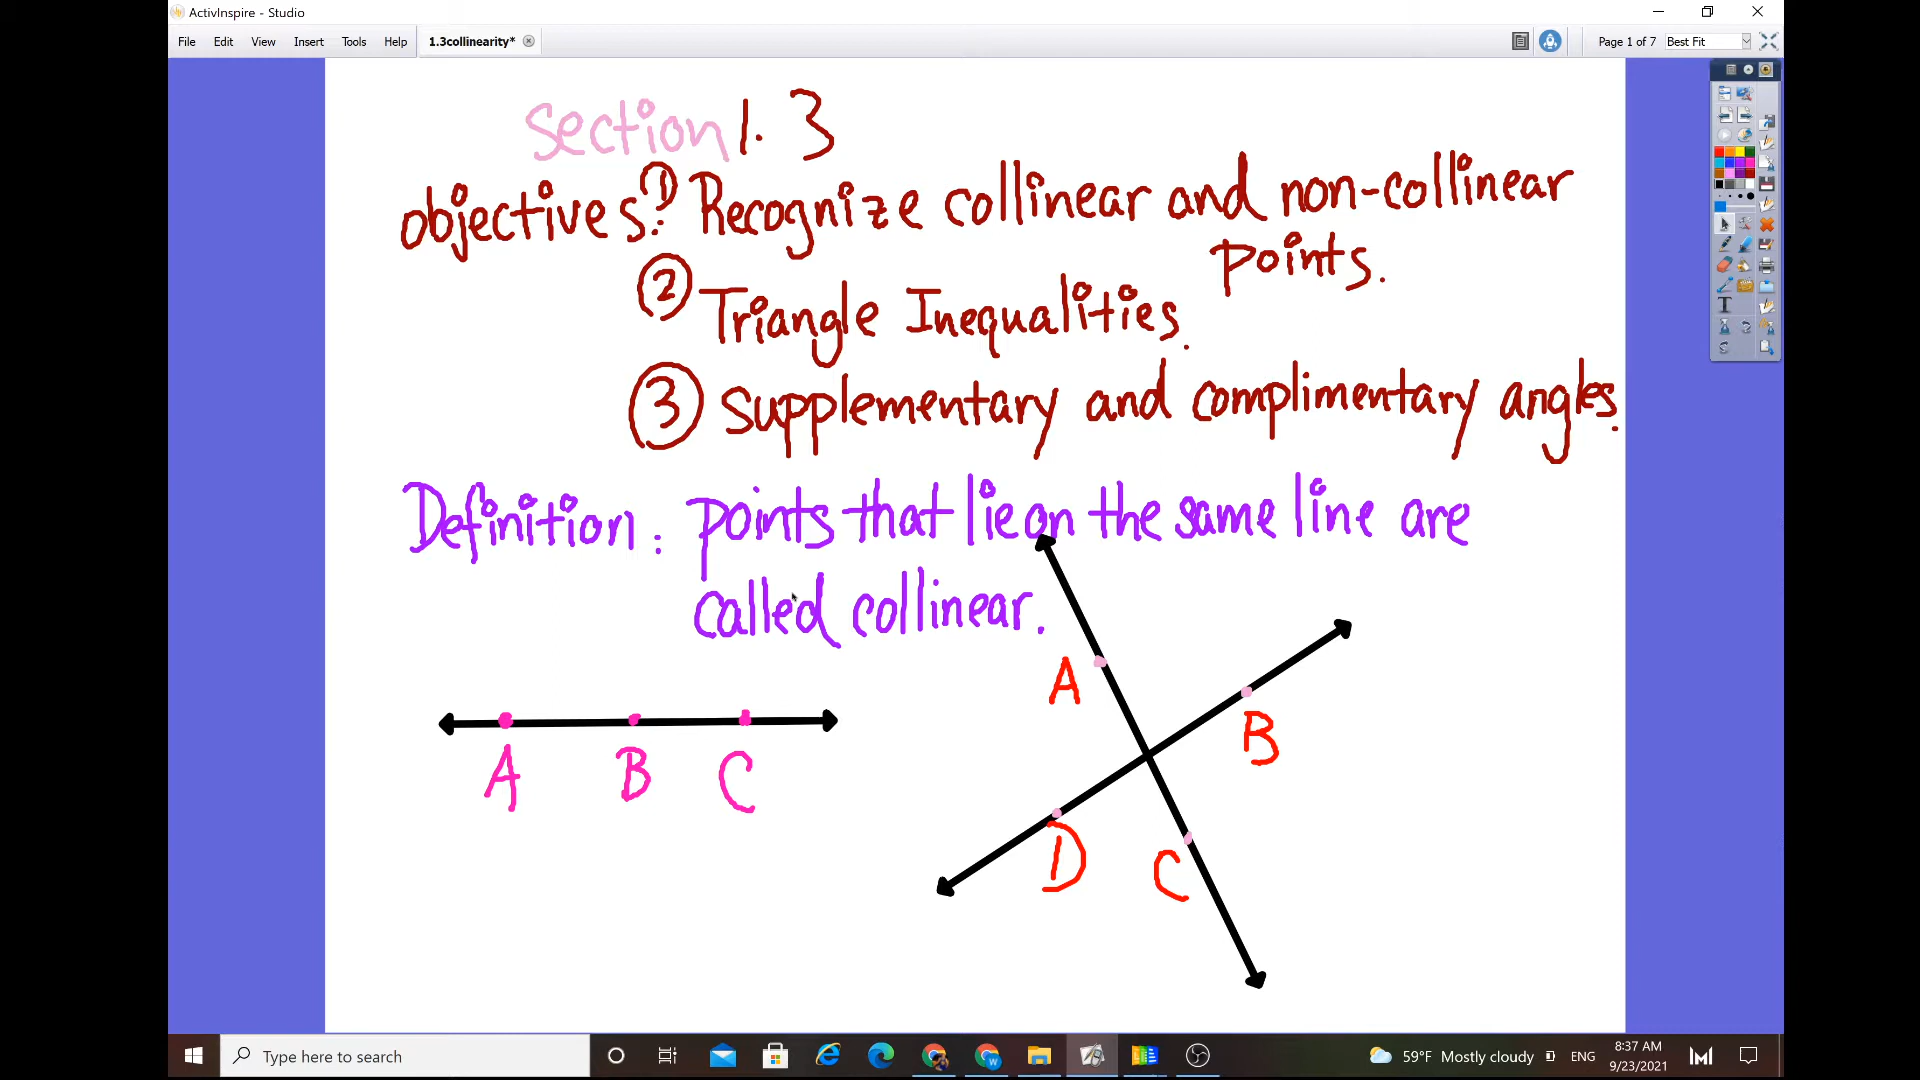 ActivInspire - Studio
File Edit View Insert Tools Help 1.3collinearity* Page 1 of 7 Best Fit
Section 1.3
objectives: ① Recognize collinear and non-collinear
points.
② Triangle Inequalities.
③ Supplementary and complimentary angles.
Definition: points that lie on the same line are
called collinear.
A B C
A
B
D
C
T
Type here to search
59°F Mostly cloudy ENG 8:37 AM
9/23/2021